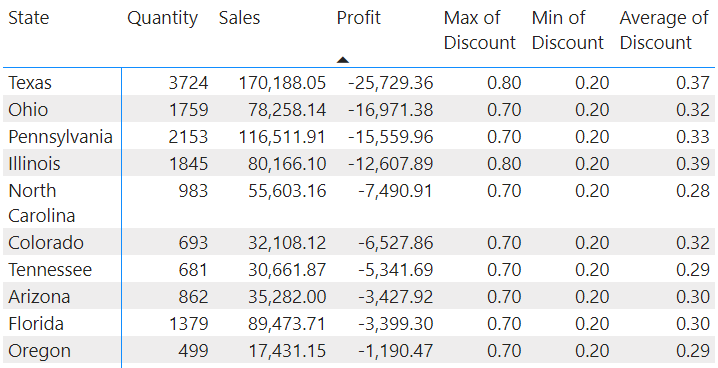 State Quantity Sales Profit Max of Discount Min of Discount Average of Discount
Texas 3724 170,188.05 -25,729.36 0.80 0.20 0.37
Ohio 1759 78,258.14 -16,971.38 0.70 0.20 0.32
Pennsylvania 2153 116,511.91 -15,559.96 0.70 0.20 0.33
Illinois 1845 80,166.10 -12,607.89 0.80 0.20 0.39
North Carolina 983 55,603.16 -7,490.91 0.70 0.20 0.28
Colorado 693 32,108.12 -6,527.86 0.70 0.20 0.32
Tennessee 681 30,661.87 -5,341.69 0.70 0.20 0.29
Arizona 862 35,282.00 -3,427.92 0.70 0.20 0.30
Florida 1379 89,473.71 -3,399.30 0.70 0.20 0.30
Oregon 499 17,431.15 -1,190.47 0.70 0.20 0.29